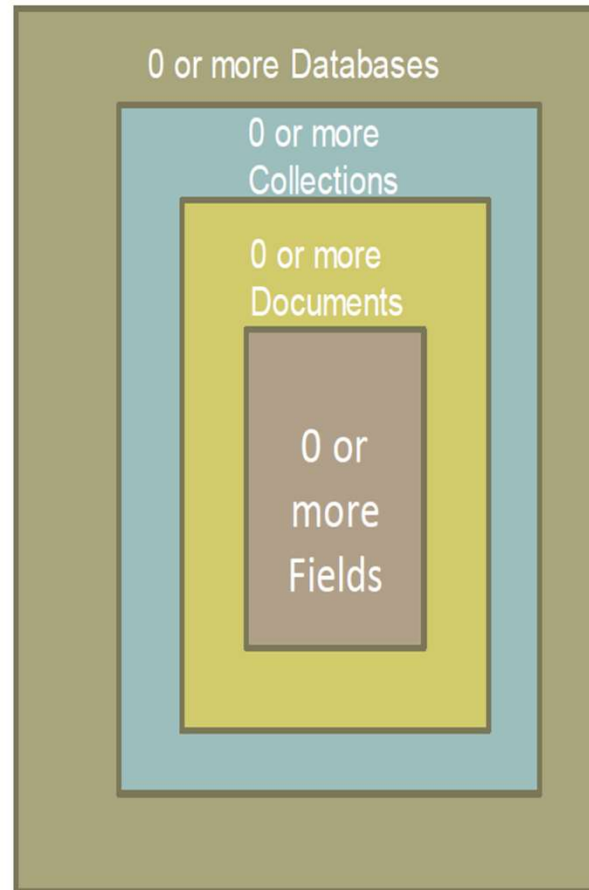 0 or more Databases
0 or more
Collections
0 or more
Documents
0 or
more
Fields